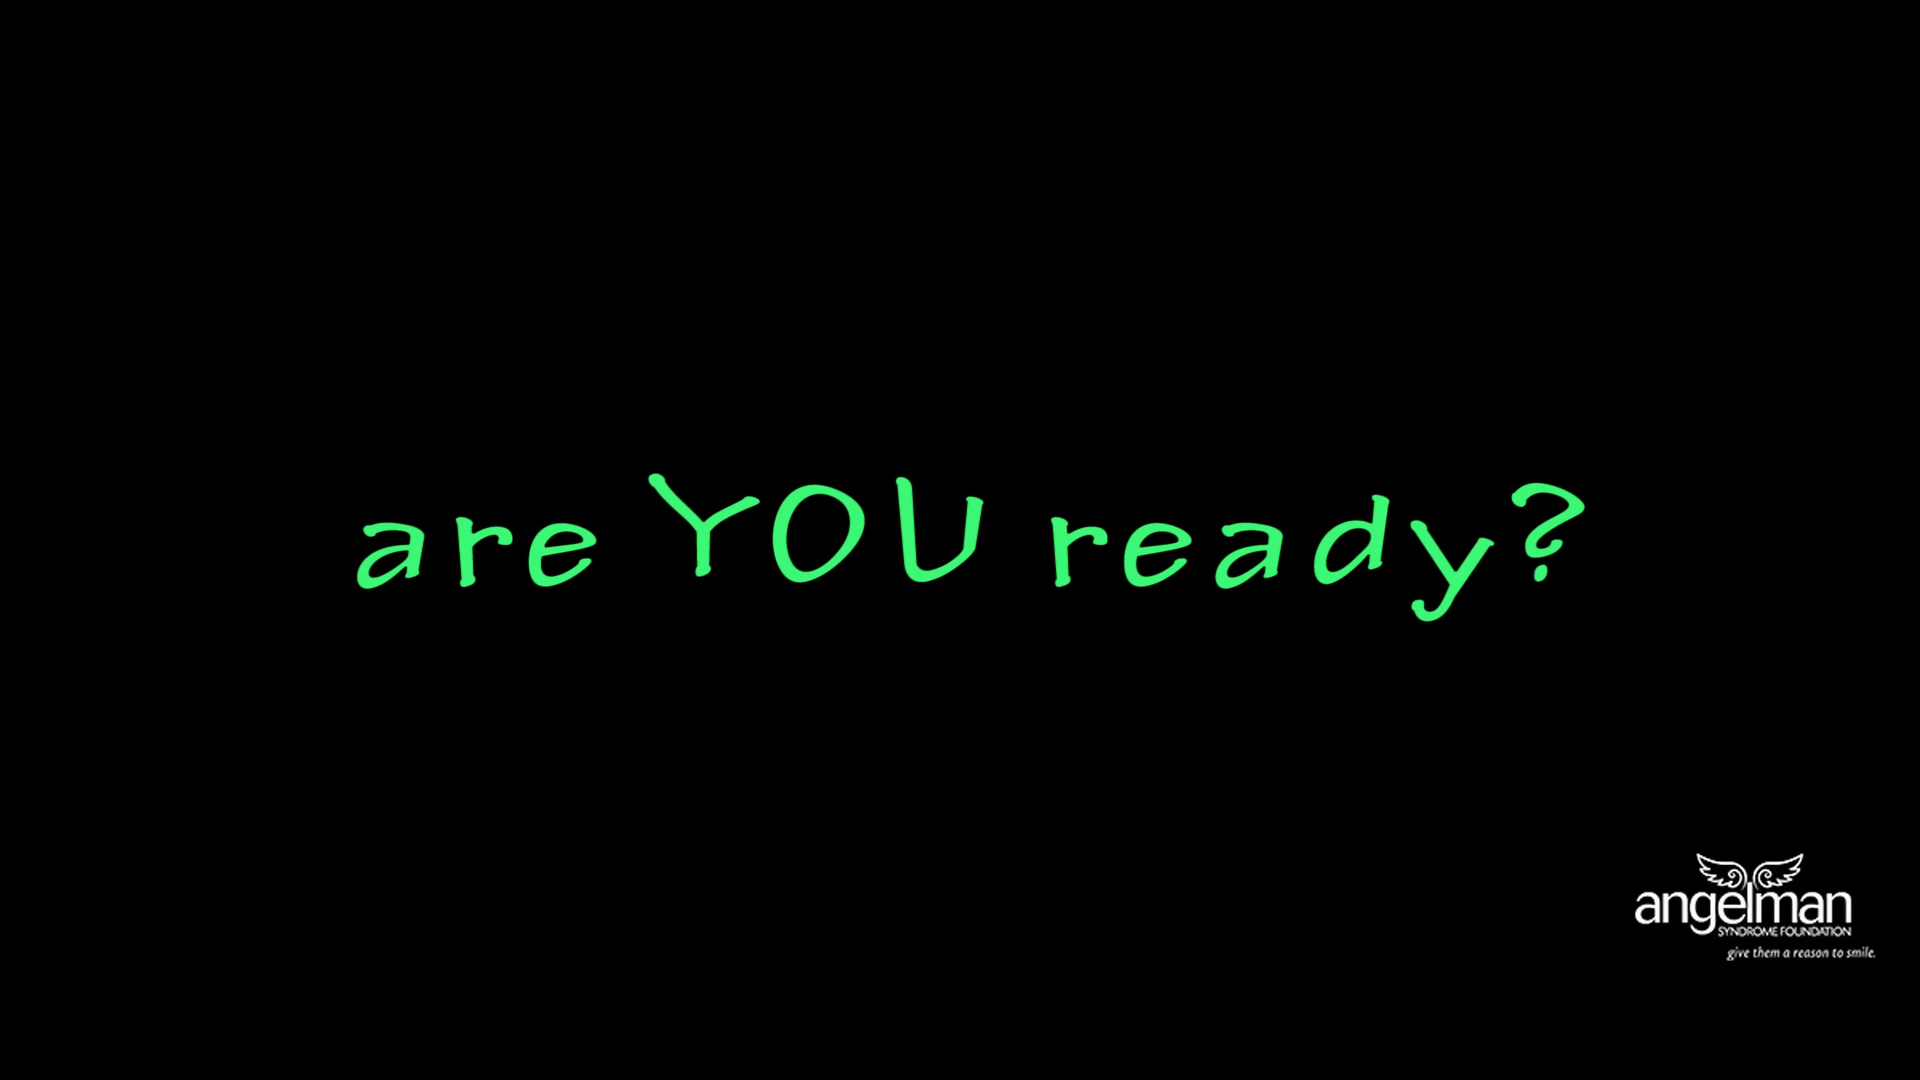 are YOU ready?
angelman
SYNDROME FOUNDATION
give them a reason to smile.